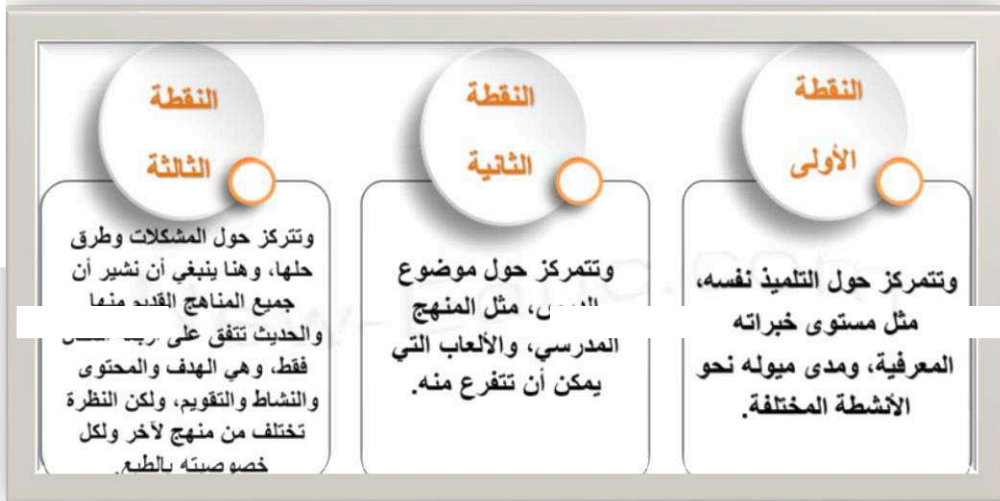 النقطة
الأولى
وتتمركز حول التلميذ نفسه،
مثل مستوى خبراته
المعرفية، ومدى ميوله نحو
الأنشطة المختلفة.
النقطة
الثانية
وتتمركز حول موضوع
مثل المنهج
المدرسي، والألعاب التي
يمكن أن تتفرع منه.
النقطة
الثالثة
وتتركز حول المشكلات وطرق
حلها، وهنا ينبغي أن نشير أن
جميع المناهج القديم منها
والحديث تتفق على
فقط، وهي الهدف والمحتوى
والنشاط والتقويم، ولكن النظرة
تختلف من منهج لآخر ولكل
خصوصيته بالطبع.